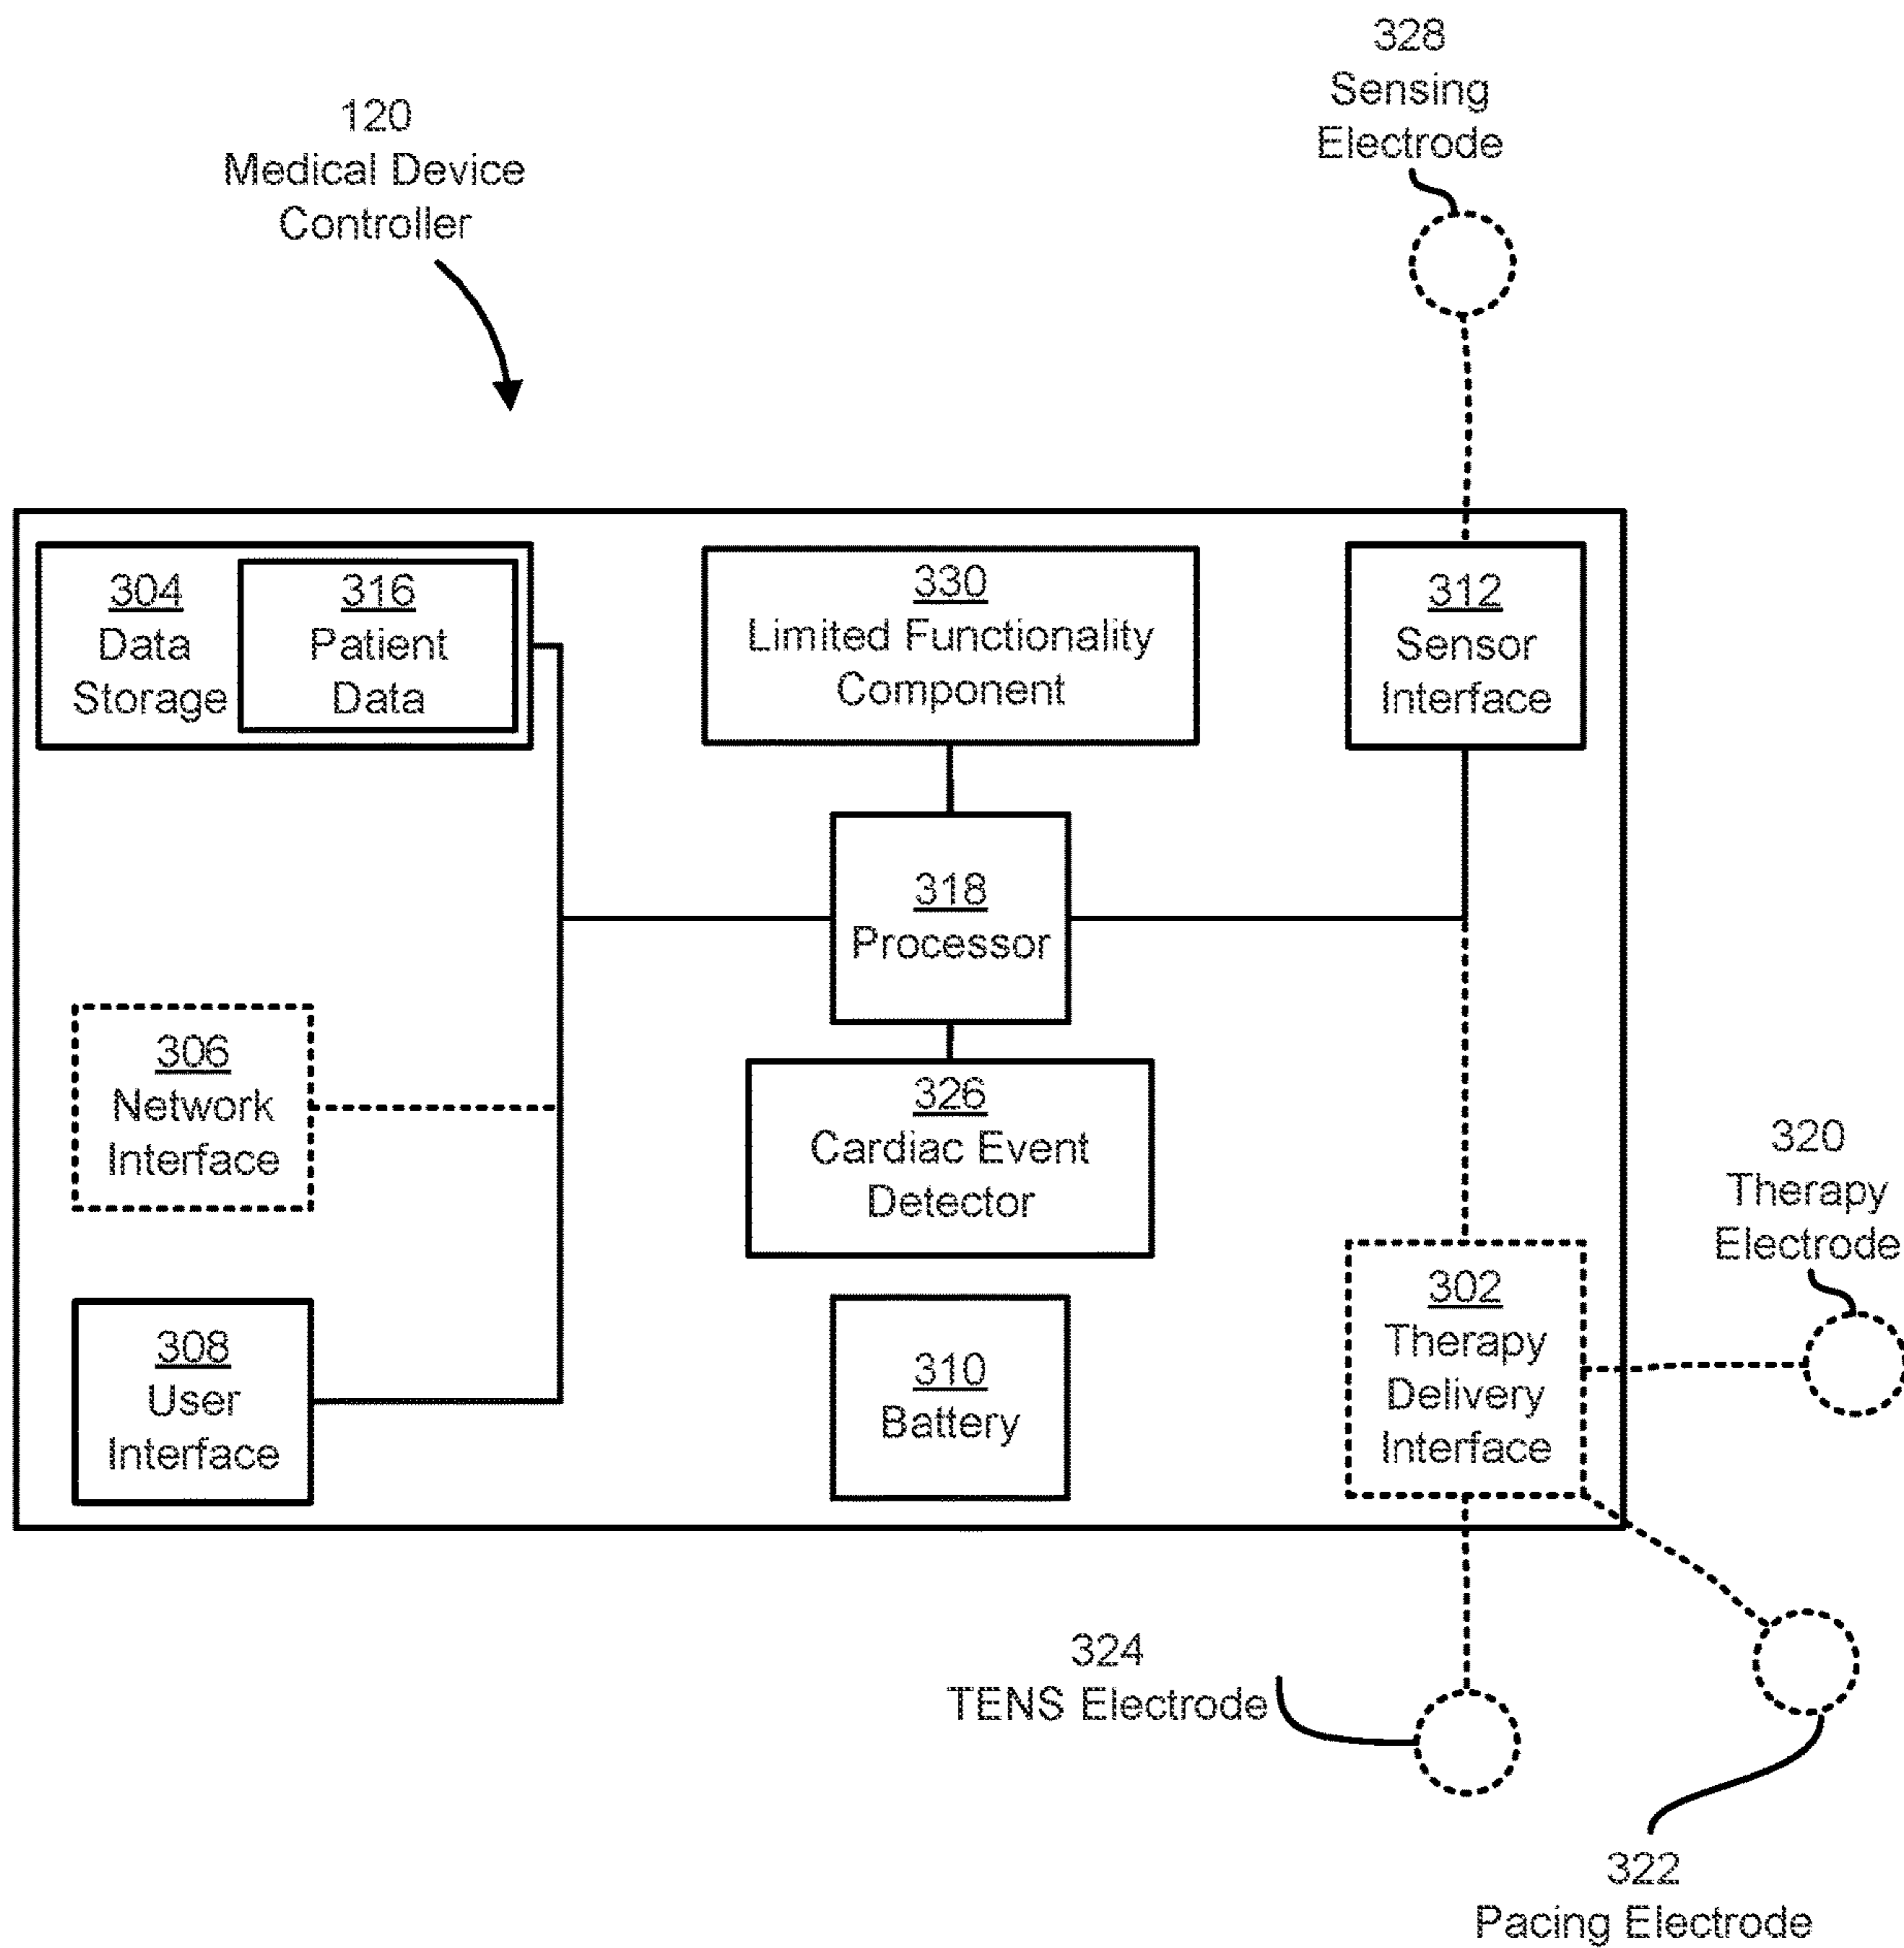 328
Sensing
Electrode
120
Medical Device
Controller
304
Data
Storage
316
Patient
Data
330
Limited Functionality
Component
312
Sensor
Interface
318
Processor
306
Network
Interface
326
Cardiac Event
Detector
320
Therapy
Electrode
302
Therapy
Delivery
Interface
308
User
Interface
310
Battery
324
TENS Electrode
322
Pacing Electrode